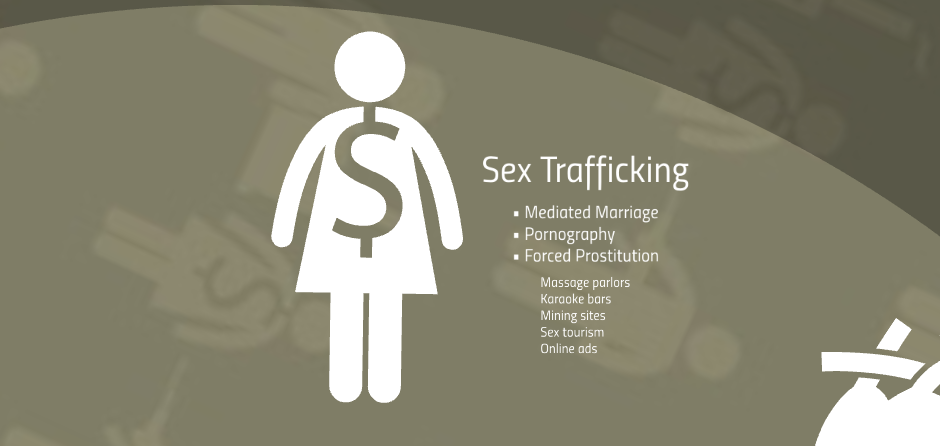 Sex Trafficking
▪ Mediated Marriage
▪ Pornography
▪ Forced Prostitution
Massage parlors
Karaoke bars
Mining sites
Sex tourism
Online ads
$